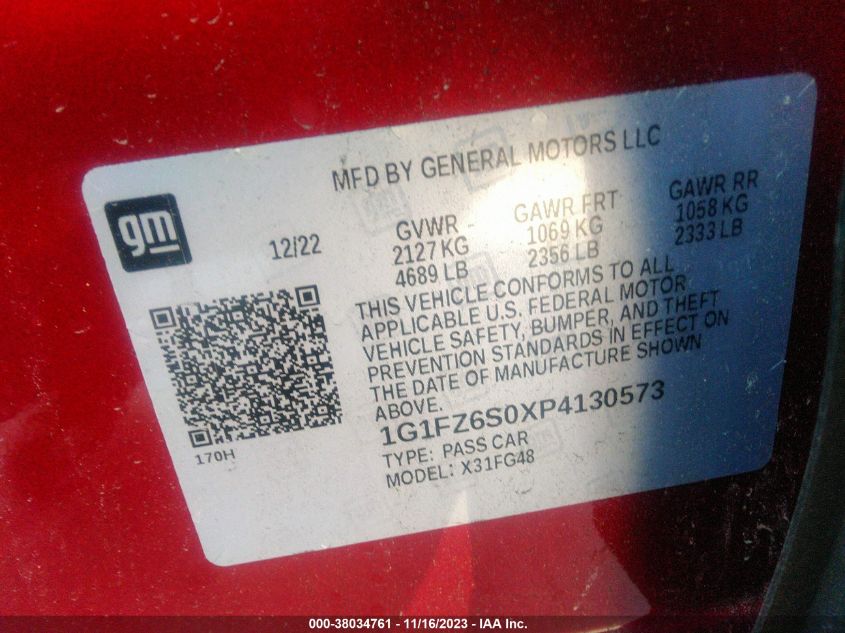 MFD BY GENERAL MOTORS LLC
gm
12/22
GVWR
2127 KG
4689 LB
GAWR FRT
1069 KG
2356 LB
GAWR RR
1058 KG
2333 LB
THIS VEHICLE CONFORMS TO ALL
APPLICABLE U.S. FEDERAL MOTOR
VEHICLE SAFETY, BUMPER, AND THEFT
PREVENTION STANDARDS IN EFFECT ON
THE DATE OF MANUFACTURE SHOWN
ABOVE.
1G1FZ6S0XP4130573
TYPE: PASS CAR
MODEL: X31FG48
170H
000-38034761 - 11/16/2023 - IAA Inc.